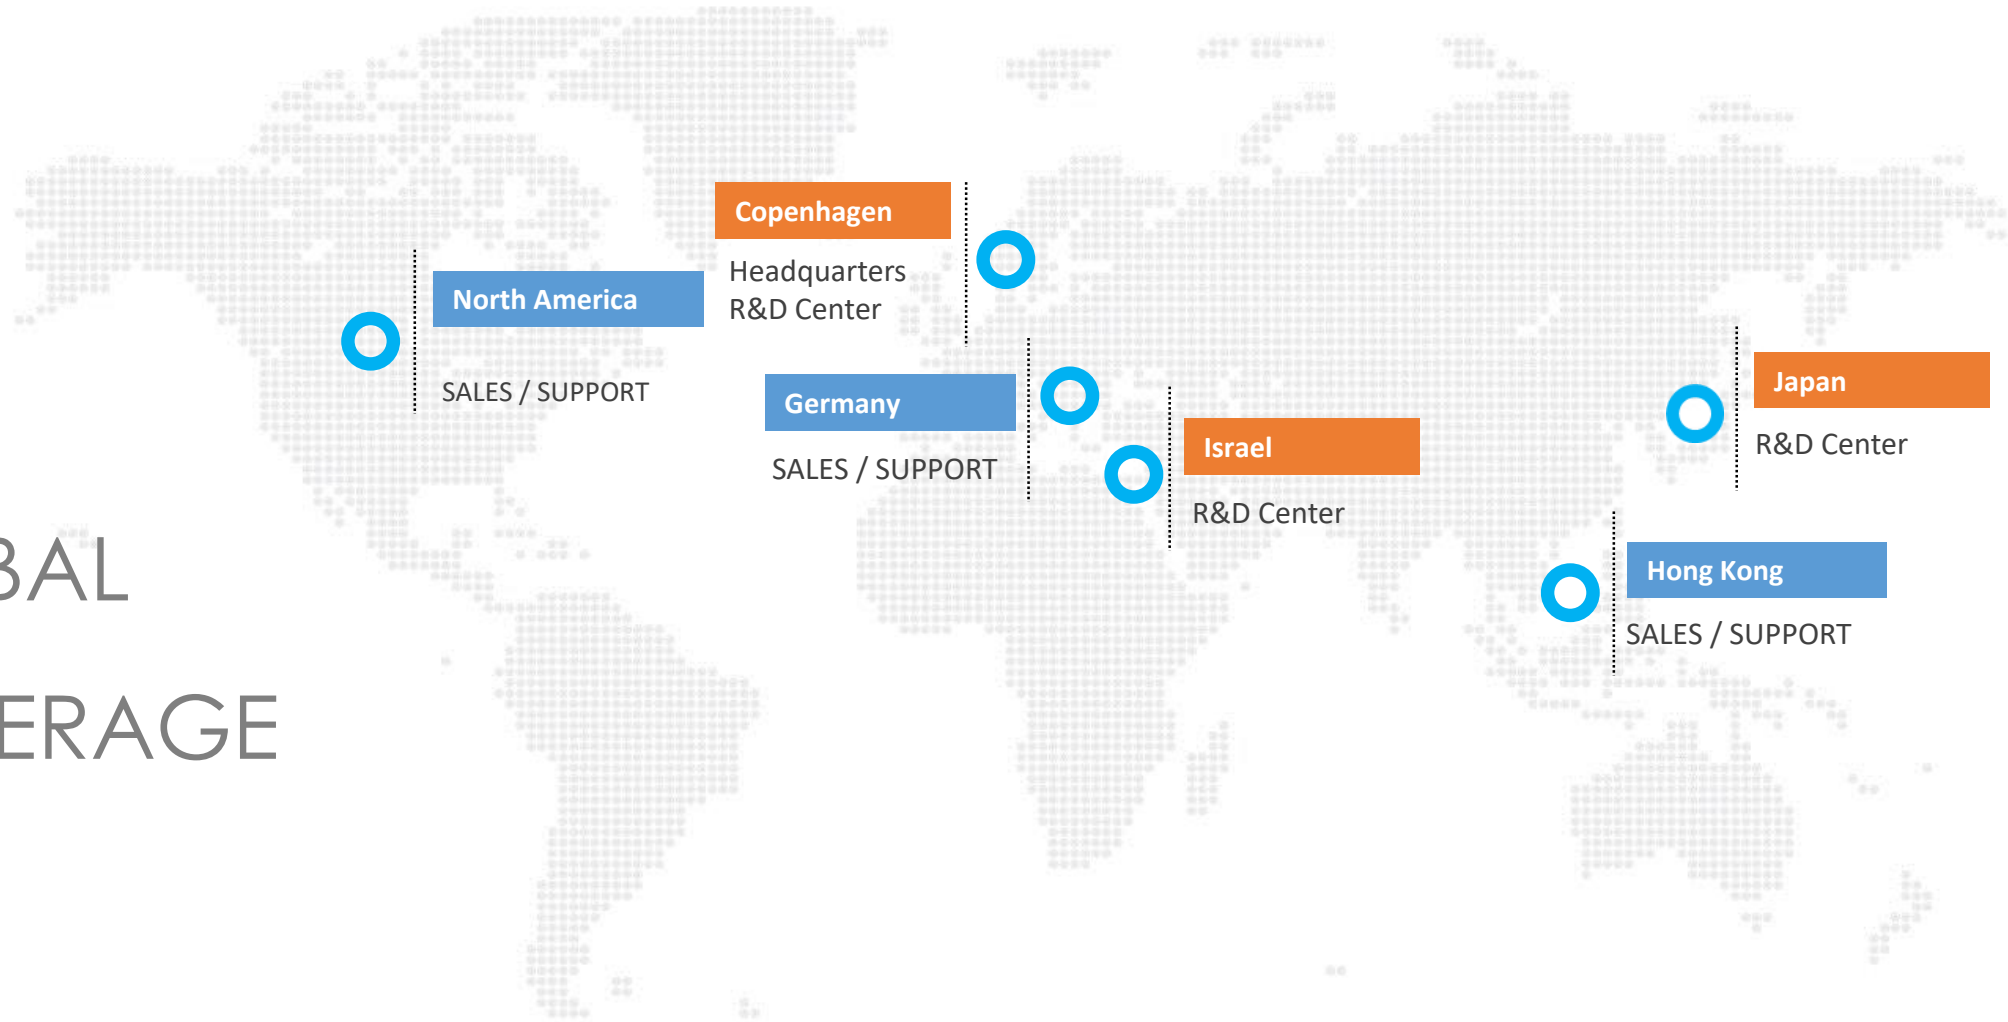 Copenhagen
Headquarters
R&D Center
North America
SALES / SUPPORT
Germany
SALES / SUPPORT
Israel
R&D Center
Japan
R&D Center
Hong Kong
SALES / SUPPORT
BAL
ERAGE